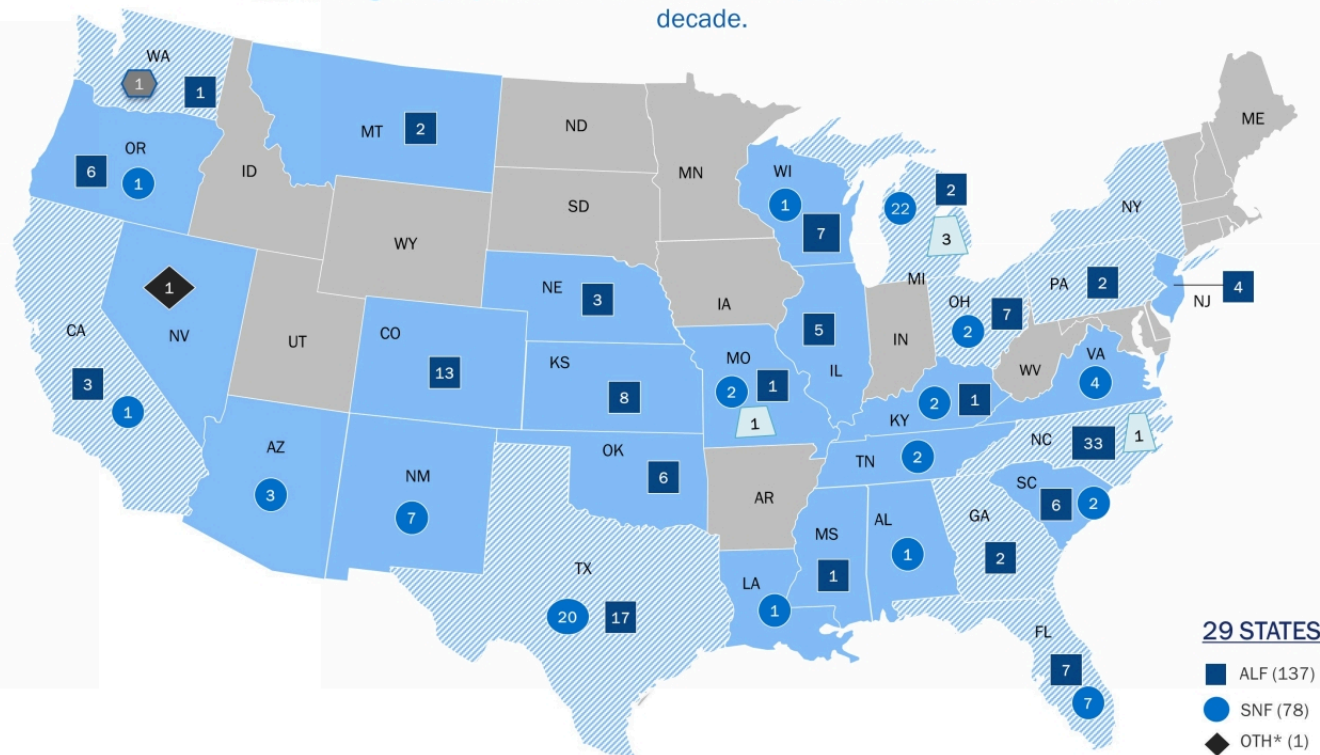 decade.
WA
1
1
MT
2
ND
MN
ME
OR
6
1
ID
SD
WI
1
7
22
2
3
MI
NY
WY
1
NV
NE
3
IA
PA
2
4
NJ
OH
7
2
CA
3
1
UT
CO
13
KS
8
MO
2
1
1
5
IL
IN
WV
VA
4
KY
2
1
AZ
3
NM
7
OK
6
AR
TN
2
NC
33
1
SC
6
2
MS
1
AL
1
GA
2
TX
20
17
LA
1
FL
7
7
29 STATES
ALF (137)
SNF (78)
OTH* (1)